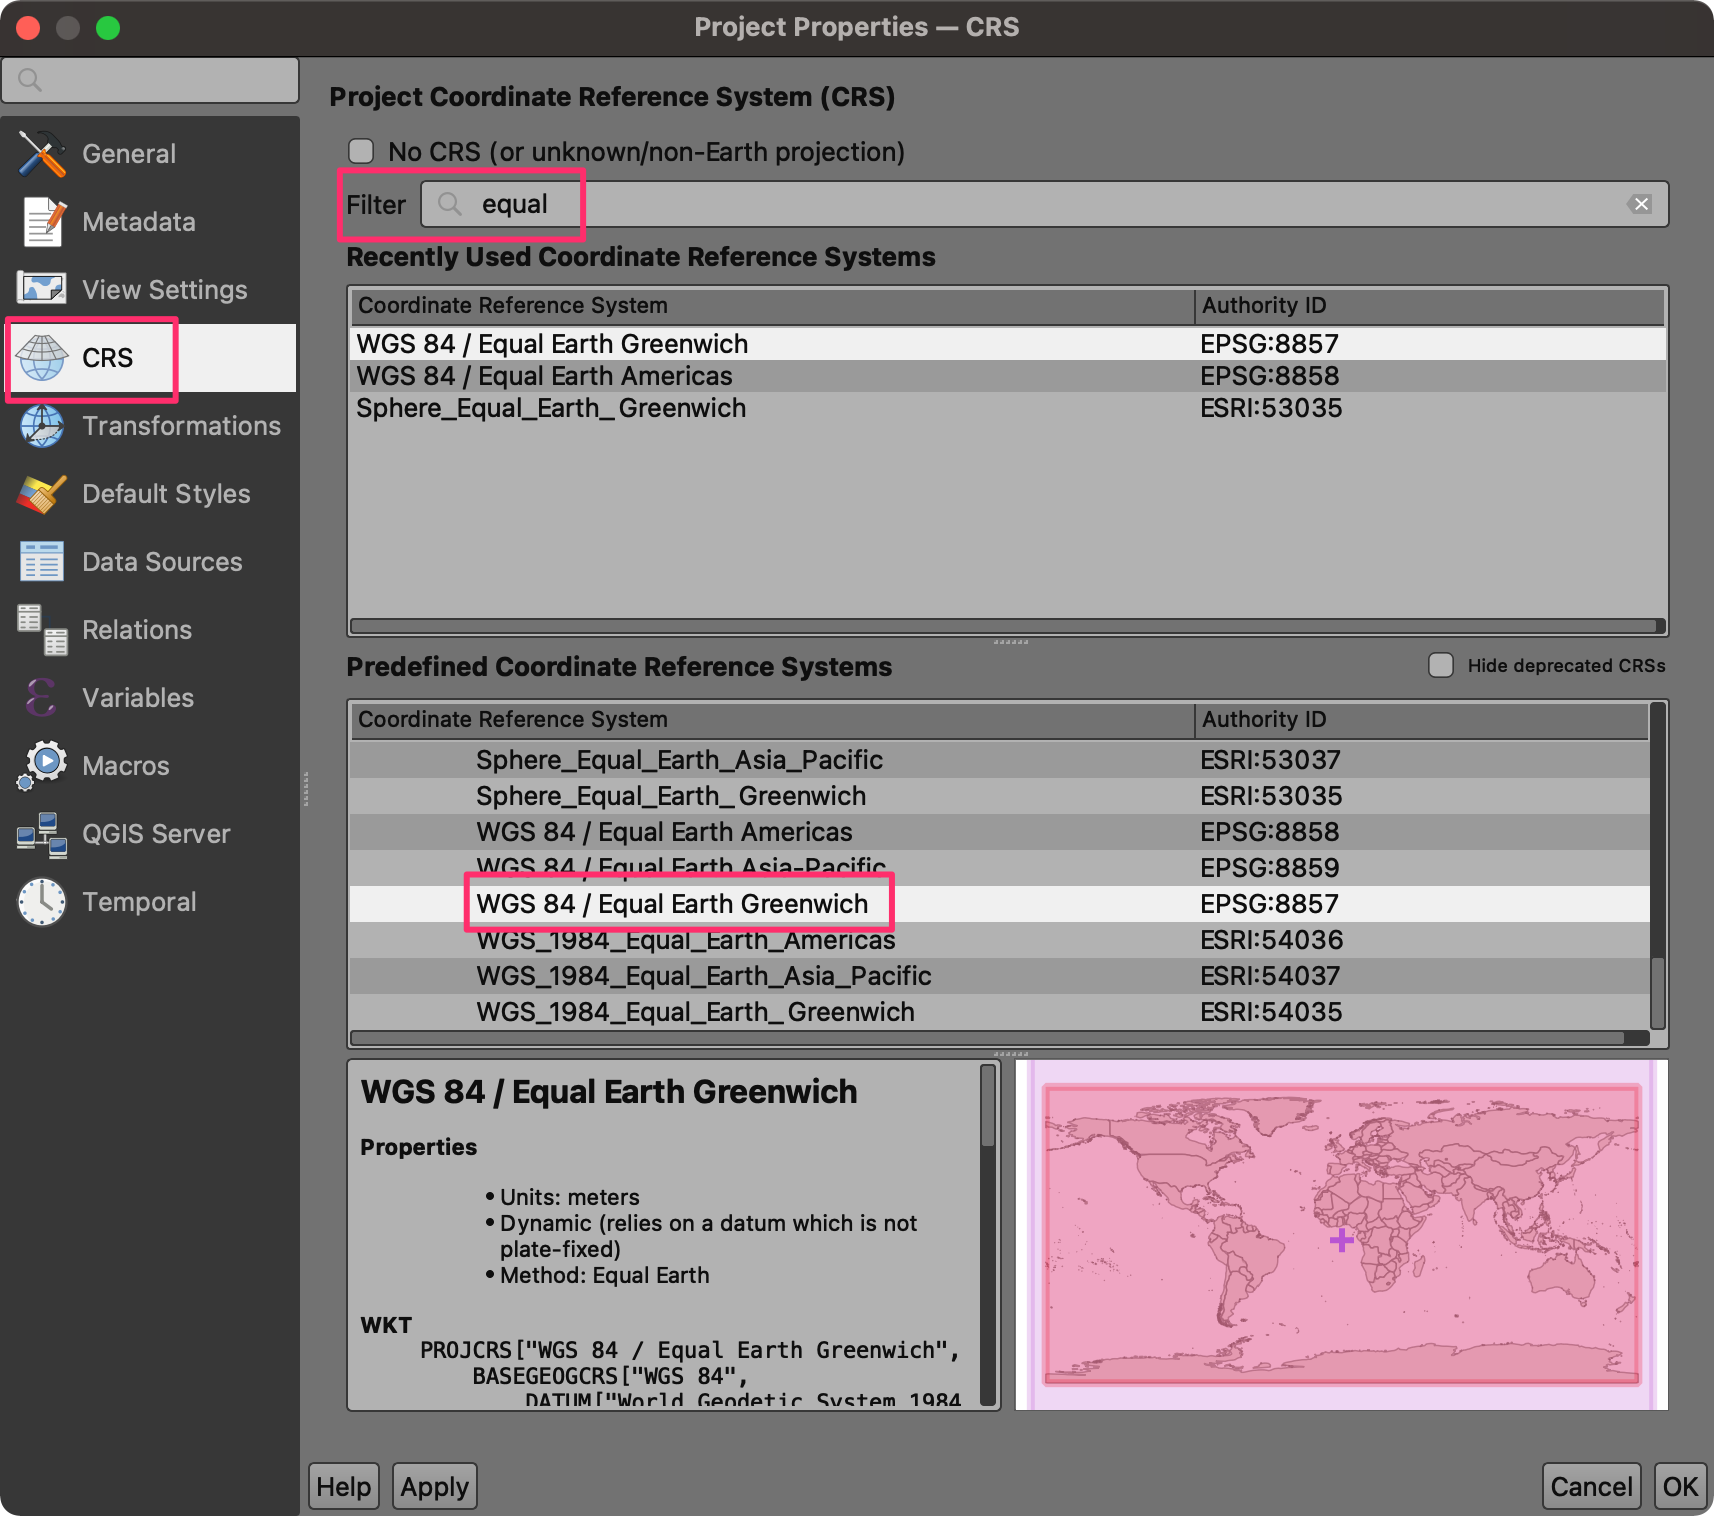 Project Properties — CRS
General
Metadata
View Settings
CRS
Transformations
Default Styles
Data Sources
Relations
Variables
Macros
QGIS Server
Temporal
Project Coordinate Reference System (CRS)
No CRS (or unknown/non-Earth projection)
Filter equal
Recently Used Coordinate Reference Systems
Coordinate Reference System Authority ID
WGS 84 / Equal Earth Greenwich EPSG:8857
WGS 84 / Equal Earth Americas EPSG:8858
Sphere_Equal_Earth_Greenwich ESRI:53035
Predefined Coordinate Reference Systems Hide deprecated CRSs
Coordinate Reference System Authority ID
Sphere_Equal_Earth_Asia_Pacific ESRI:53037
Sphere_Equal_Earth_Greenwich ESRI:53035
WGS 84 / Equal Earth Americas EPSG:8858
WGS 84 / Equal Earth Asia-Pacific EPSG:8859
WGS 84 / Equal Earth Greenwich EPSG:8857
WGS_1984_Equal_Earth_Americas ESRI:54036
WGS_1984_Equal_Earth_Asia_Pacific ESRI:54037
WGS_1984_Equal_Earth_Greenwich ESRI:54035
WGS 84 / Equal Earth Greenwich
Properties
• Units: meters
• Dynamic (relies on a datum which is not
plate-fixed)
• Method: Equal Earth
WKT
PROJCRS["WGS 84 / Equal Earth Greenwich",
BASEGEOGCRS["WGS 84",
DATUM["World Geodetic System 1984
Help Apply Cancel OK